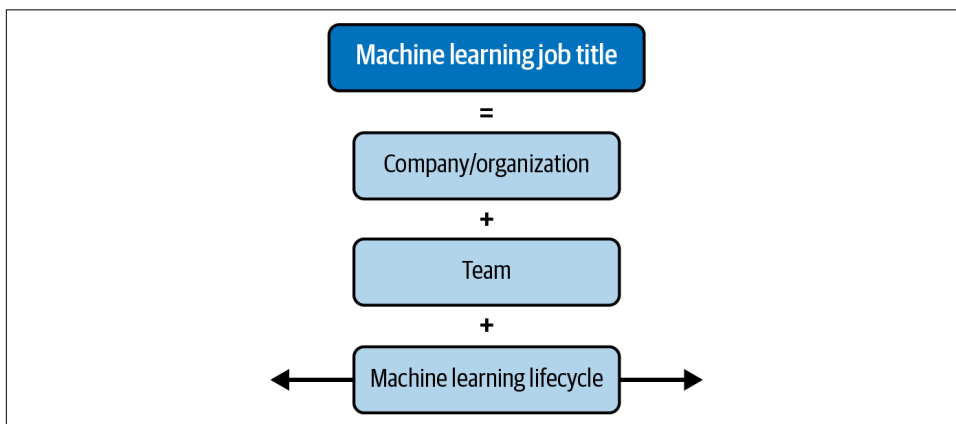 Machine learning job title
=
Company/organization
+
Team
+
Machine learning lifecycle